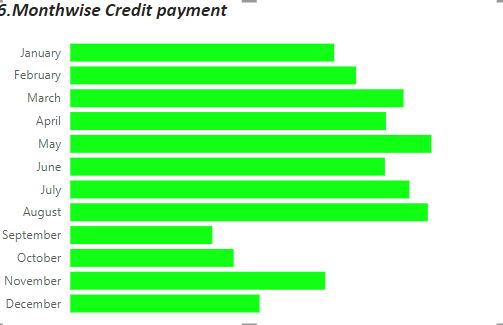 6.Monthwise Credit payment
January
February
March
April
May
June
July
August
September
October
November
December